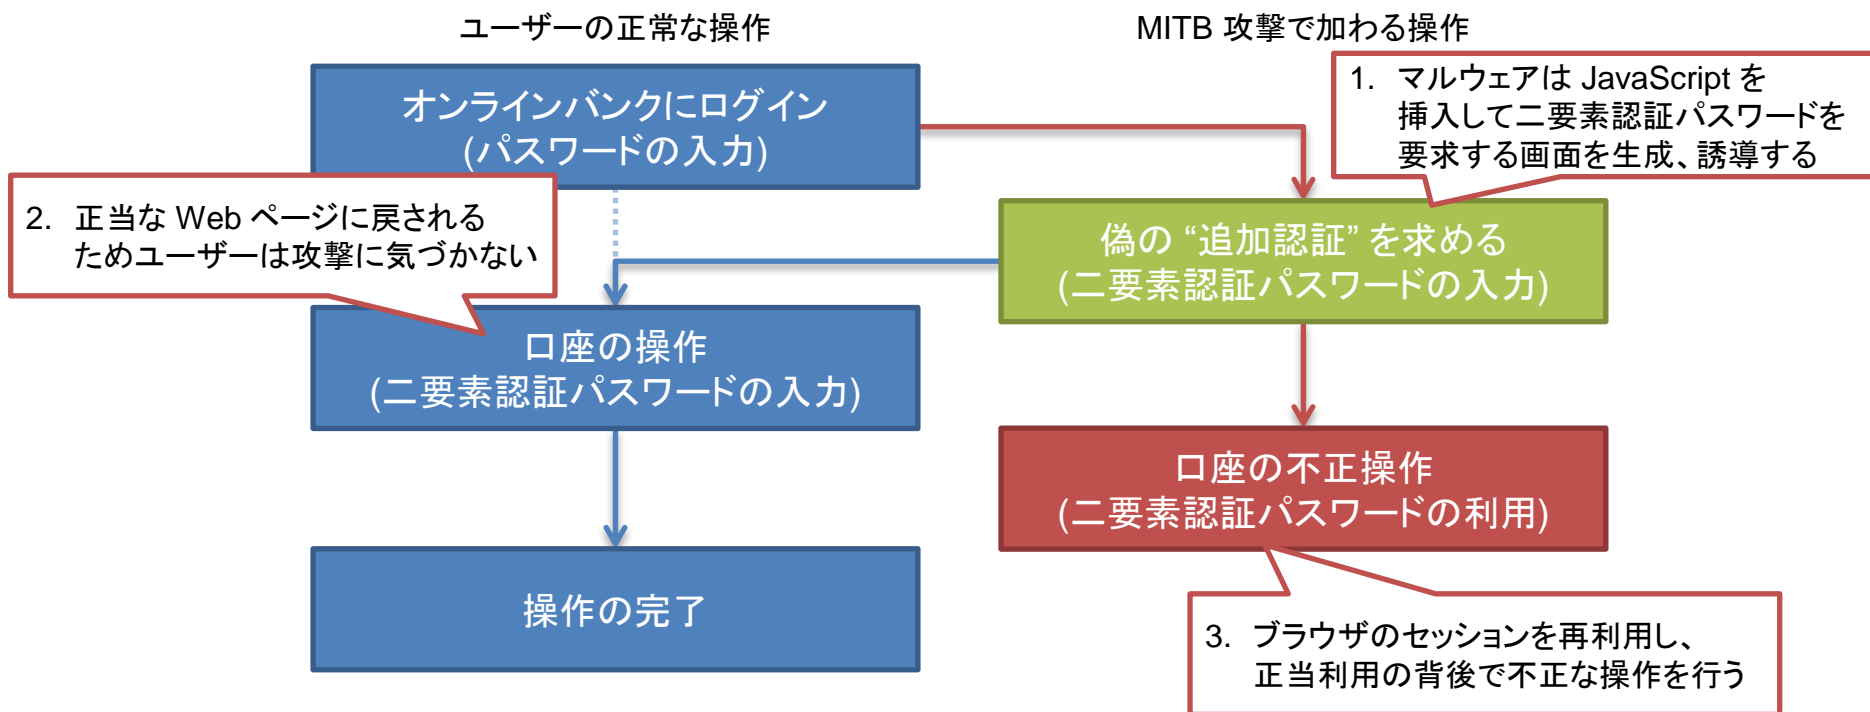 ユーザーの正常な操作
MITB 攻撃で加わる操作
オンラインバンクにログイン
(パスワードの入力)
1. マルウェアは JavaScript を
挿入して二要素認証パスワードを
要求する画面を生成、誘導する
2. 正当な Web ページに戻される
ためユーザーは攻撃に気づかない
偽の “追加認証” を求める
(二要素認証パスワードの入力)
口座の操作
(二要素認証パスワードの入力)
口座の不正操作
(二要素認証パスワードの利用)
操作の完了
3. ブラウザのセッションを再利用し、
正当利用の背後で不正な操作を行う